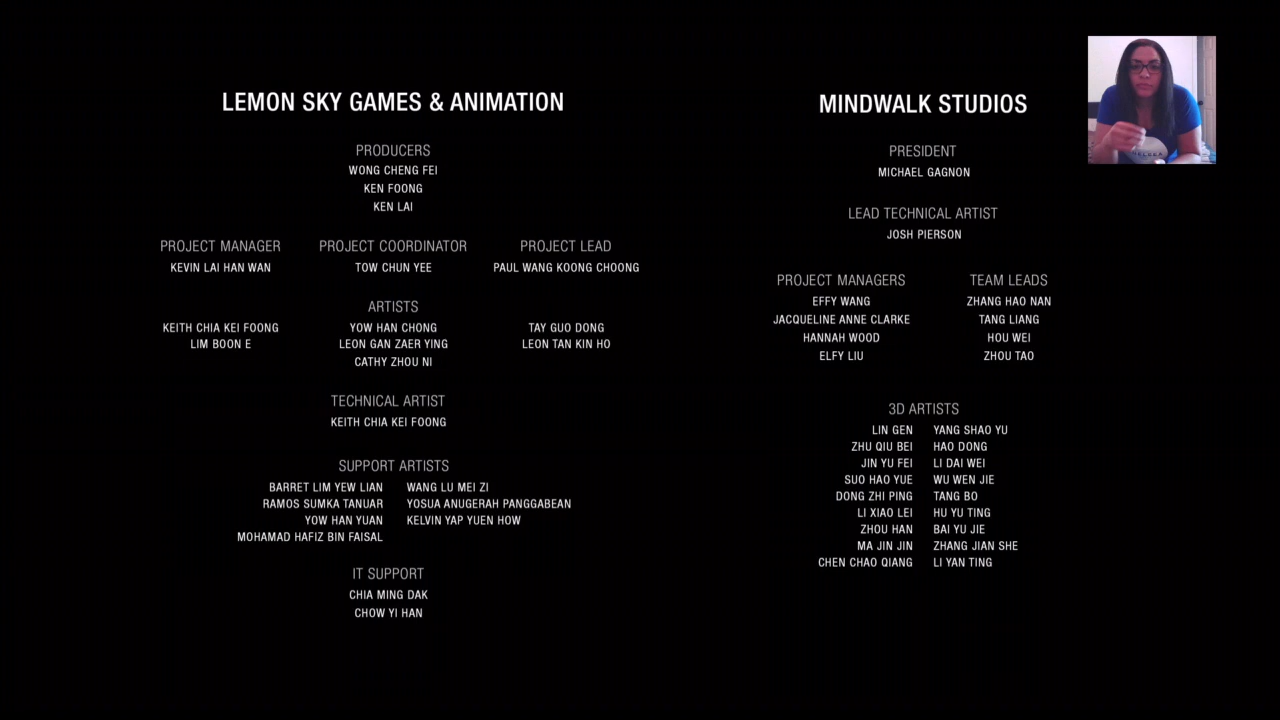 LEMON SKY GAMES & ANIMATION
PRODUCERS
WONG CHENG FEI
KEN FOONG
KEN LAI
PROJECT MANAGER PROJECT COORDINATOR PROJECT LEAD
KEVIN LAI HAN WAN TOW CHUN YEE PAUL WANG KOONG CHOONG
ARTISTS
KEITH CHIA KEI FOONG YOW HAN CHONG TAY GUO DONG
LIM BOON E LEON GAN ZAER YING LEON TAN KIN HO
CATHY ZHOU NI
TECHNICAL ARTIST
KEITH CHIA KEI FOONG
SUPPORT ARTISTS
BARRET LIM YEW LIAN WANG LU MEI ZI
RAMOS SUMKA TANUAR YOSUA ANUGERAH PANGGABEAN
YOW HAN YUAN KELVIN YAP YUEN HOW
MOHAMAD HAFIZ BIN FAISAL
IT SUPPORT
CHIA MING DAK
CHOW YI HAN
MINDWALK STUDIOS
PRESIDENT
MICHAEL GAGNON
LEAD TECHNICAL ARTIST
JOSH PIERSON
PROJECT MANAGERS TEAM LEADS
EFFY WANG ZHANG HAO NAN
JACQUELINE ANNE CLARKE TANG LIANG
HANNAH WOOD HOU WEI
ELFY LIU ZHOU TAO
3D ARTISTS
LIN GEN YANG SHAO YU
ZHU QIU BEI HAO DONG
JIN YU FEI LI DAI WEI
SUO HAO YUE WU WEN JIE
DONG ZHI PING TANG BO
LI XIAO LEI HU YU TING
ZHOU HAN BAI YU JIE
MA JIN JIN ZHANG JIAN SHE
CHEN CHAO QIANG LI YAN TING